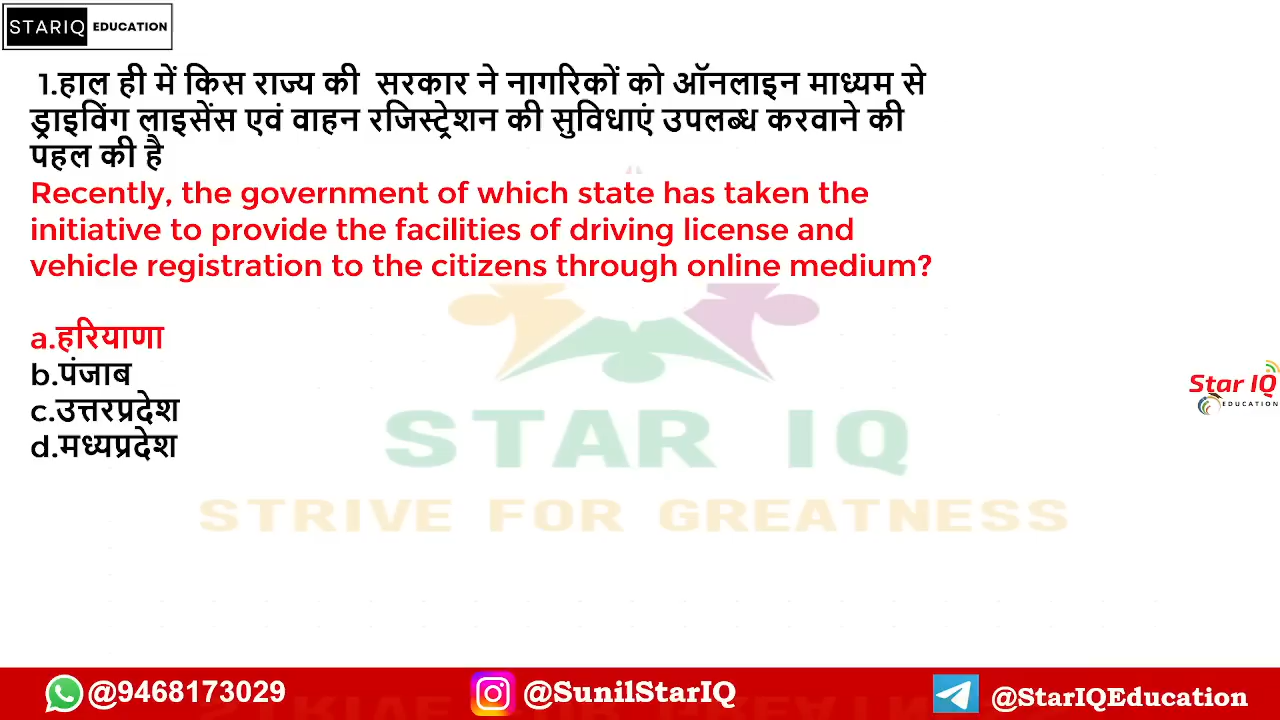 STARIQ EDUCATION
1.हाल ही में किस राज्य की सरकार ने नागरिकों को ऑनलाइन माध्यम से
ड्राइविंग लाइसेंस एवं वाहन रजिस्ट्रेशन की सुविधाएं उपलब्ध करवाने की
पहल की है
Recently, the government of which state has taken the
initiative to provide the facilities of driving license and
vehicle registration to the citizens through online medium?
a.हरियाणा
b.पंजाब
c.उत्तरप्रदेश
d.मध्यप्रदेश
Star IQ
EDUCATION
STAR IQ
STRIVE FOR GREATNESS
@9468173029 @SunilStarIQ @StarIQEducation